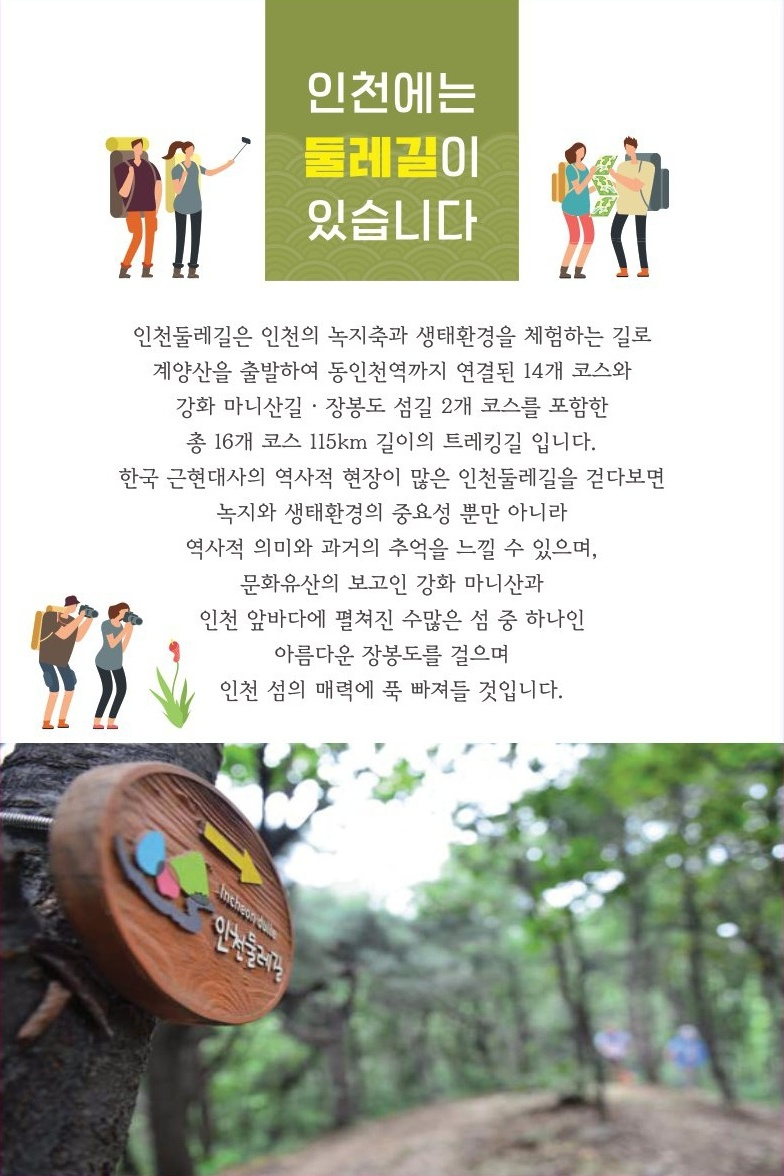 인천에는
둘레길이
있습니다
인천둘레길은 인천의 녹지축과 생태환경을 체험하는 길로
계양산을 출발하여 동인천역까지 연결된 14개 코스와
강화 마니산길 · 장봉도 섬길 2개 코스를 포함한
총 16개 코스 115km 길이의 트레킹길 입니다.
한국 근현대사의 역사적 현장이 많은 인천둘레길을 걷다보면
녹지와 생태환경의 중요성 뿐만 아니라
역사적 의미와 과거의 추억을 느낄 수 있으며,
문화유산의 보고인 강화 마니산과
인천 앞바다에 펼쳐진 수많은 섬 중 하나인
아름다운 장봉도를 걸으며
인천 섬의 매력에 푹 빠져들 것입니다.
Incheon dulle
인천둘레길